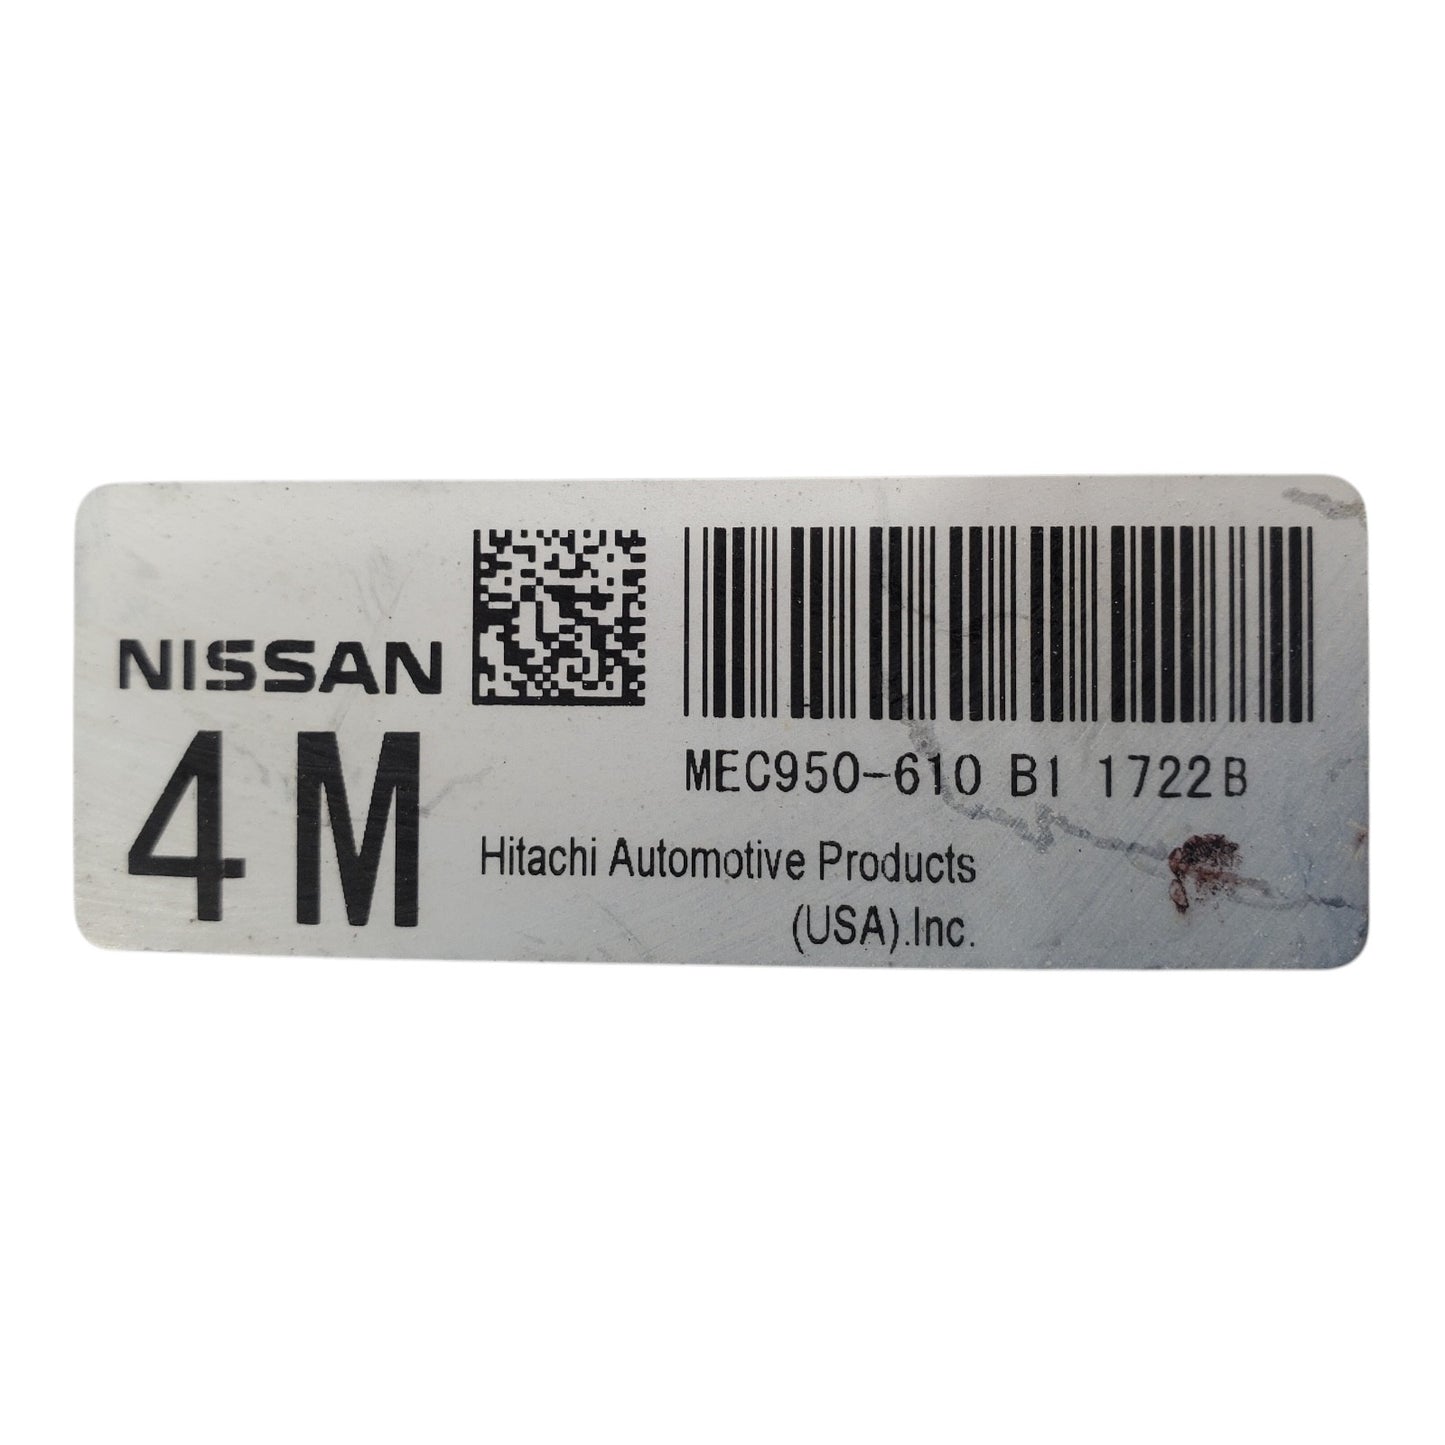 NISSAN
4 M
MEC950-610 B1 1722B
Hitachi Automotive Products
(USA).Inc.